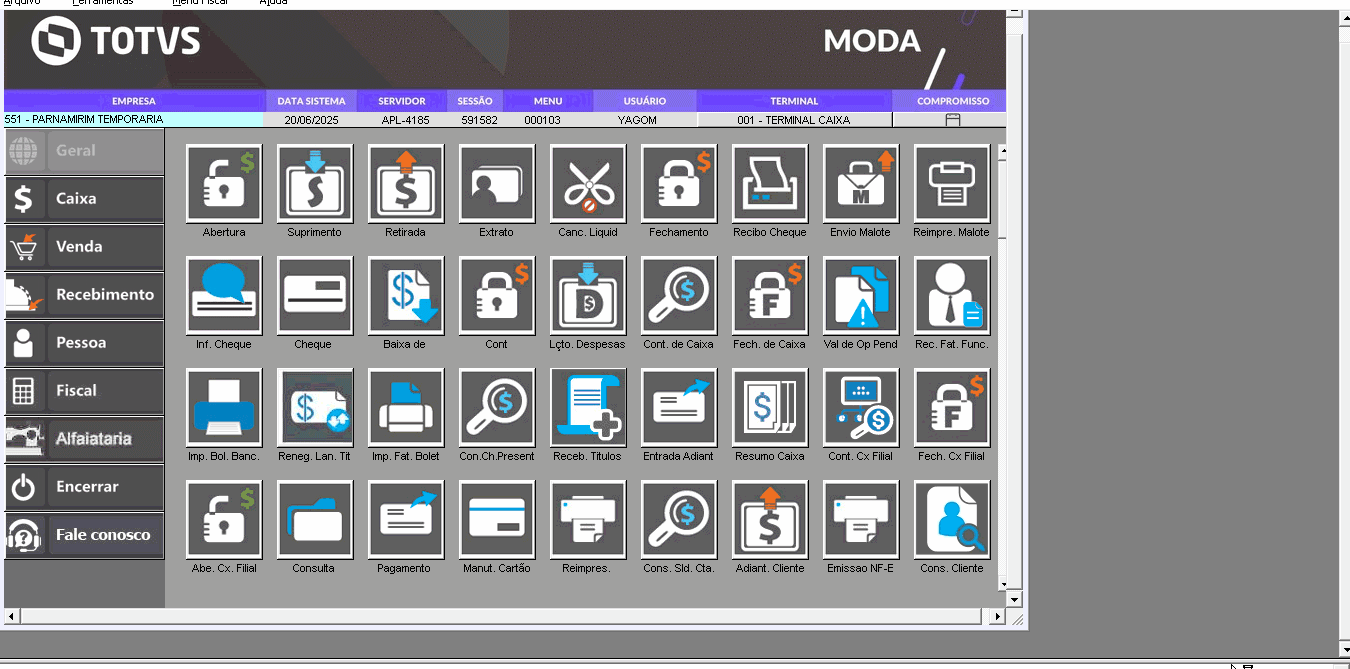 Arquivo Ferramentas Menu Fiscal Ajuda
TOTVS MODA
EMPRESA DATA SISTEMA SERVIDOR SESSÃO MENU USUÁRIO TERMINAL COMPROMISSO
551 - PARNAMIRIM TEMPORARIA 20/06/2025 APL-4185 591582 000103 YAGOM 001 - TERMINAL CAIXA
Geral
Caixa
Venda
Recebimento
Pessoa
Fiscal
Alfaiataria
Encerrar
Fale conosco
Abertura Suprimento Retirada Extrato Canc. Liquid Fechamento Recibo Cheque Envio Malote Reimpre. Malote
Inf. Cheque Cheque Baixa de Cont Lçto. Despesas Cont. de Caixa Fech. de Caixa Val de Op Pend Rec. Fat. Func.
Imp. Bol. Banc. Reneg. Lan. Tit Imp. Fat. Bolet Con.Ch.Present Receb. Titulos Entrada Adiant Resumo Caixa Cont. Cx Filial Fech. Cx Filial
Abe. Cx. Filial Consulta Pagamento Manut. Cartão Reimpres. Cons. Sld. Cta. Adiant. Cliente Emissao NF-E Cons. Cliente